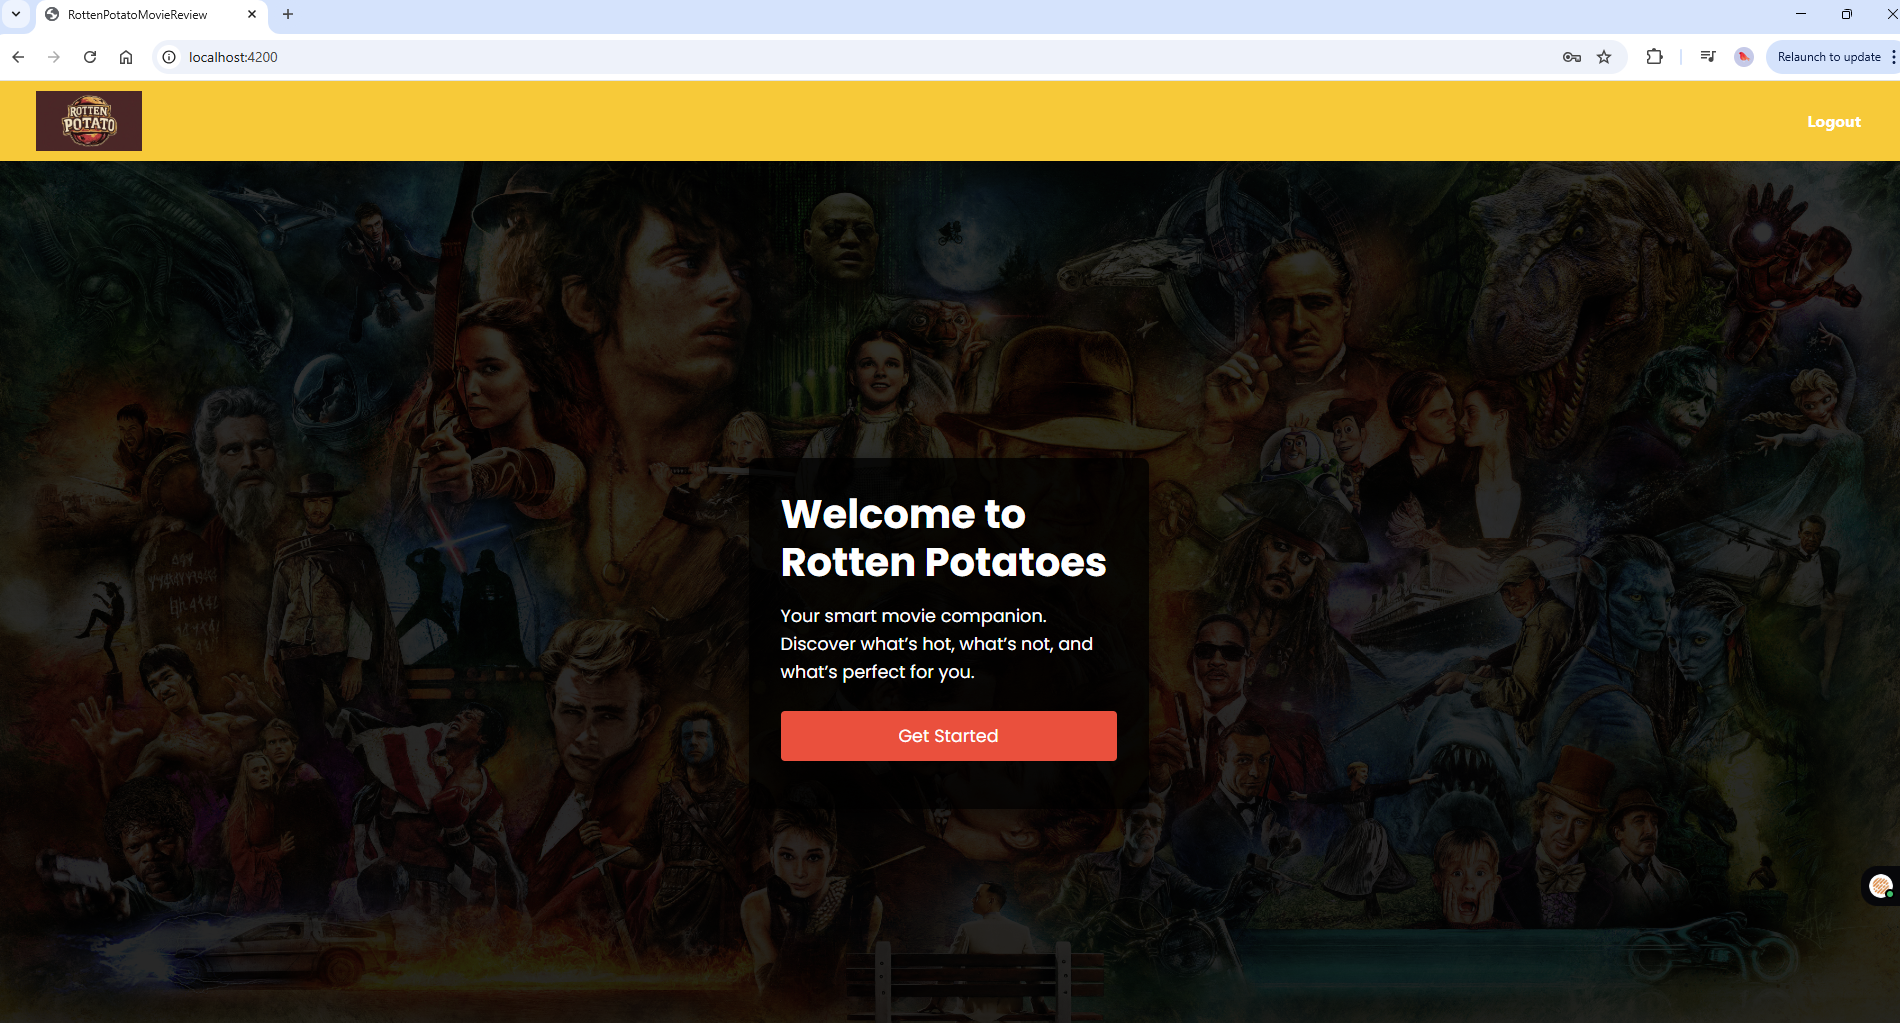 RottenPotatoMovieReview
localhost:4200
Relaunch to update
ROTTEN
POTATO
Logout
Welcome to
Rotten Potatoes
Your smart movie companion.
Discover what’s hot, what’s not, and
what’s perfect for you.
Get Started